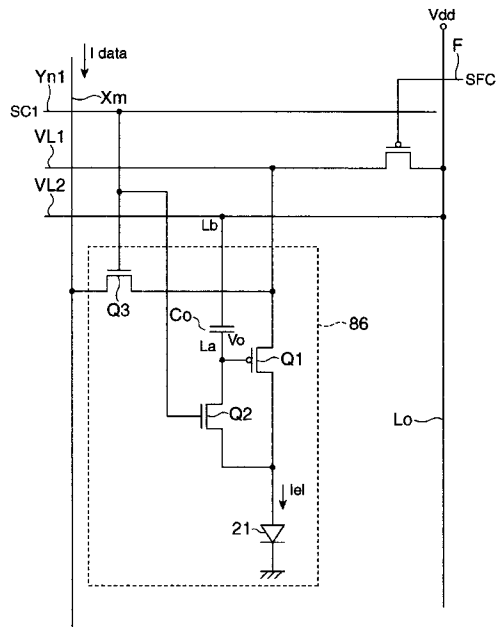 Vdd
I data
F
Yn1
Xm
SFC
SC1
VL1
VL2
Lb
Q3
Co
Vo
86
La
Q1
Q2
Lo
Iel
21